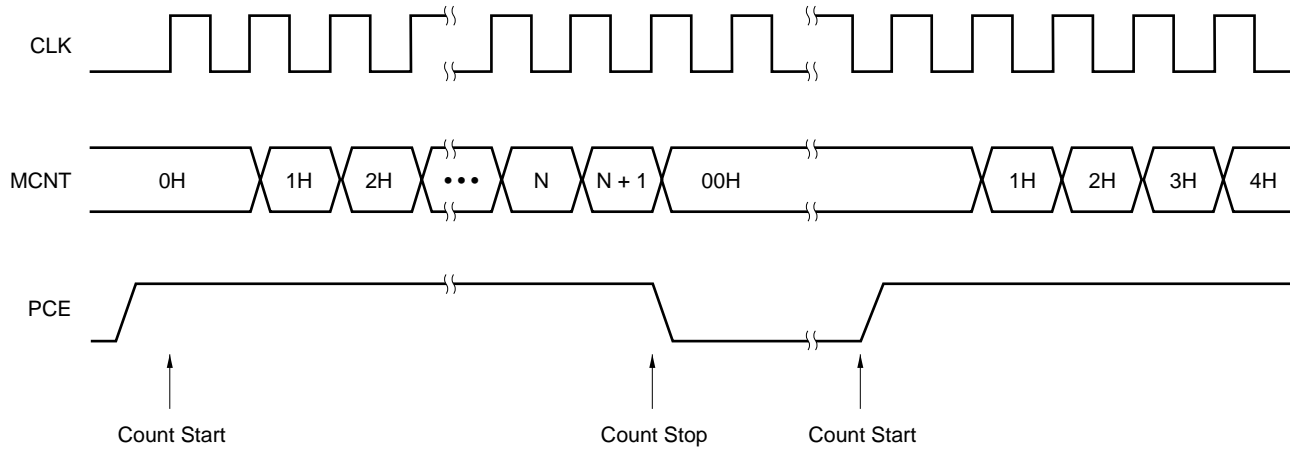 CLK
MCNT 0H 1H 2H ••• N N + 1 00H 1H 2H 3H 4H
PCE
Count Start Count Stop Count Start